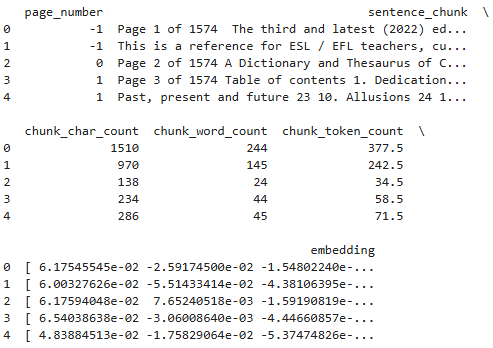 page_number sentence_chunk \
0 -1 Page 1 of 1574 The third and latest (2022) ed...
1 -1 This is a reference for ESL / EFL teachers, cu...
2 0 Page 2 of 1574 A Dictionary and Thesaurus of C...
3 1 Page 3 of 1574 Table of contents 1. Dedication...
4 1 Past, present and future 23 10. Allusions 24 1...
chunk_char_count chunk_word_count chunk_token_count \
0 1510 244 377.5
1 970 145 242.5
2 138 24 34.5
3 234 44 58.5
4 286 45 71.5
embedding
0 [ 6.17545545e-02 -2.59174500e-02 -1.54802240e-...
1 [ 6.00327626e-02 -5.51433414e-02 -4.38106395e-...
2 [ 6.17594048e-02 7.65240518e-03 -1.59190819e-...
3 [ 6.54038638e-02 -3.06008640e-03 -4.44660857e-...
4 [ 4.83884513e-02 -1.75829064e-02 -5.37474826e-...